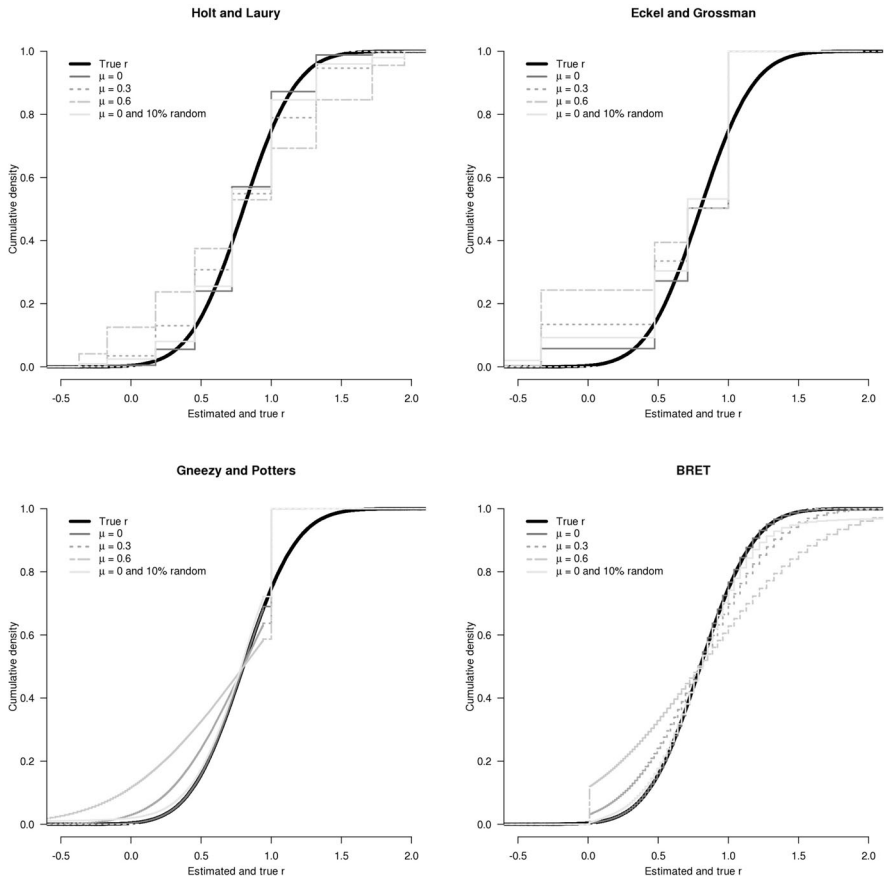 Holt and Laury
Cumulative density
1.0
0.8
0.6
0.4
0.2
0.0
True r
μ = 0
μ = 0.3
μ = 0.6
μ = 0 and 10% random
-0.5 0.0 0.5 1.0 1.5 2.0
Estimated and true r
Eckel and Grossman
Cumulative density
1.0
0.8
0.6
0.4
0.2
0.0
True r
μ = 0
μ = 0.3
μ = 0.6
μ = 0 and 10% random
-0.5 0.0 0.5 1.0 1.5 2.0
Estimated and true r
Gneezy and Potters
Cumulative density
1.0
0.8
0.6
0.4
0.2
0.0
True r
μ = 0
μ = 0.3
μ = 0.6
μ = 0 and 10% random
-0.5 0.0 0.5 1.0 1.5 2.0
Estimated and true r
BRET
Cumulative density
1.0
0.8
0.6
0.4
0.2
0.0
True r
μ = 0
μ = 0.3
μ = 0.6
μ = 0 and 10% random
-0.5 0.0 0.5 1.0 1.5 2.0
Estimated and true r